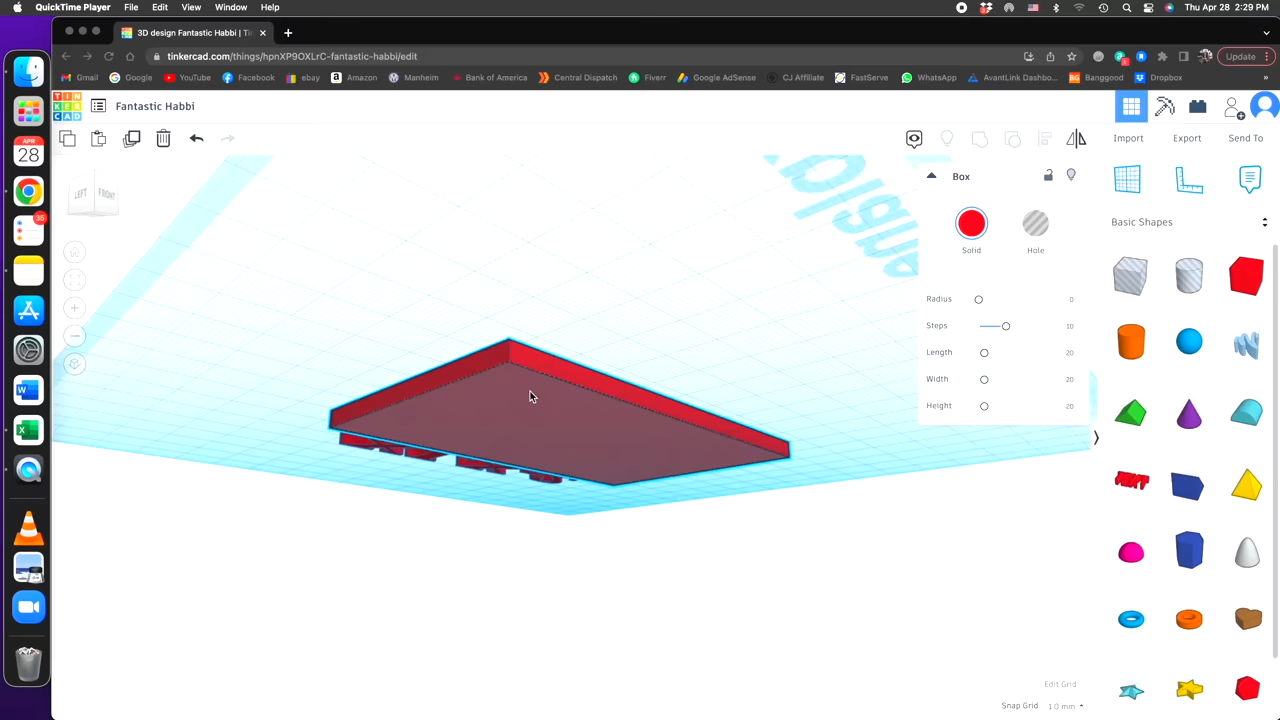 QuickTime Player File Edit View Window Help Thu Apr 28 2:29 PM
3D design Fantastic Habbi | Tin
tinkercad.com/things/hpnXP9OXLrC-fantastic-habbi/edit Update
Gmail Google YouTube Facebook ebay Amazon Manheim Bank of America Central Dispatch Fiverr Google AdSense CJ Affiliate FastServe WhatsApp AvantLink Dashbo... Banggood Dropbox »
TIN KER CAD Fantastic Habbi
Import Export Send To
APR
28
LEFT FRONT
Box
Solid Hole
Basic Shapes
36
Radius 0
Steps 10
Length 20
Width 20
Height 20
Edit Grid
Snap Grid 1.0 mm